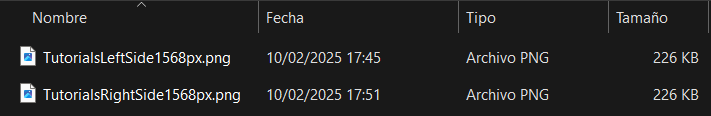 Nombre Fecha Tipo Tamaño
TutorialsLeftSide1568px.png 10/02/2025 17:45 Archivo PNG 226 KB
TutorialsRightSide1568px.png 10/02/2025 17:51 Archivo PNG 226 KB